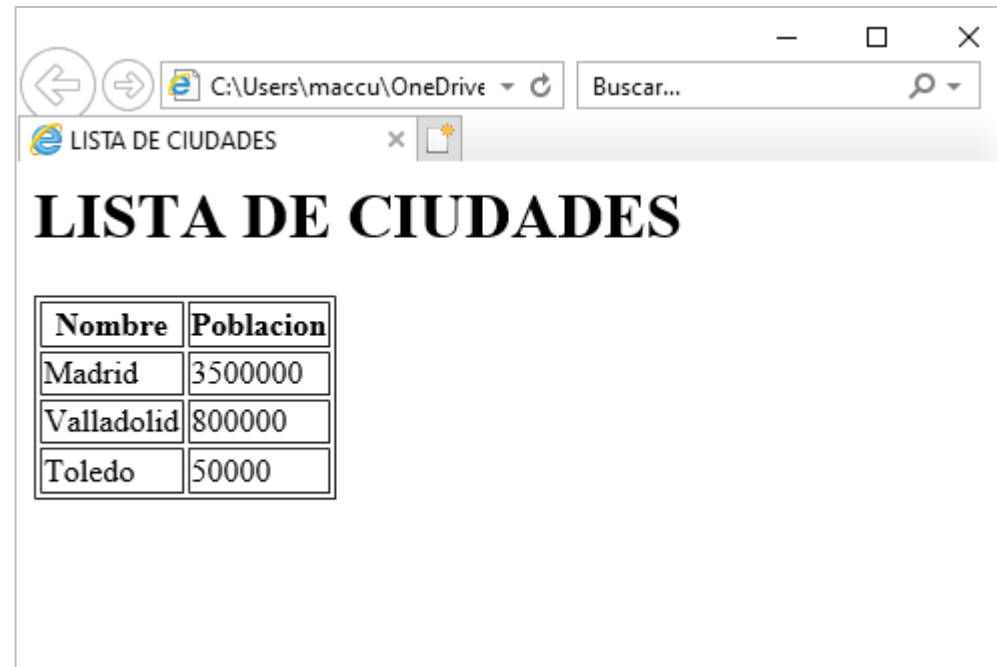 C:\Users\maccu\OneDrive
Buscar...
LISTA DE CIUDADES
LISTA DE CIUDADES
Nombre Poblacion
Madrid 3500000
Valladolid 800000
Toledo 50000